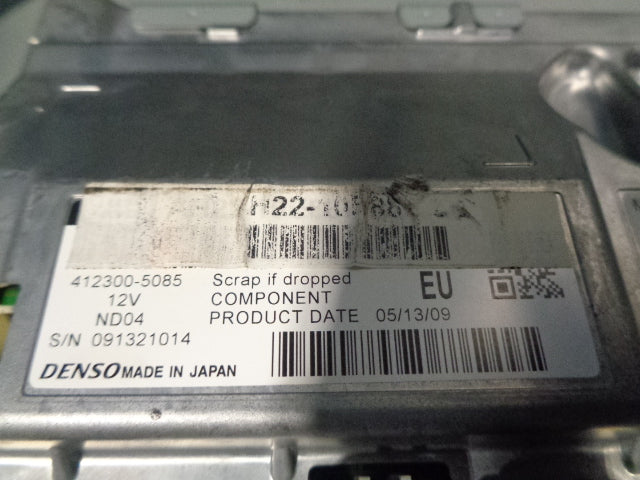 412300-5085 Scrap if dropped EU
12V COMPONENT
ND04 PRODUCT DATE 05/13/09
S/N 091321014
DENSO MADE IN JAPAN